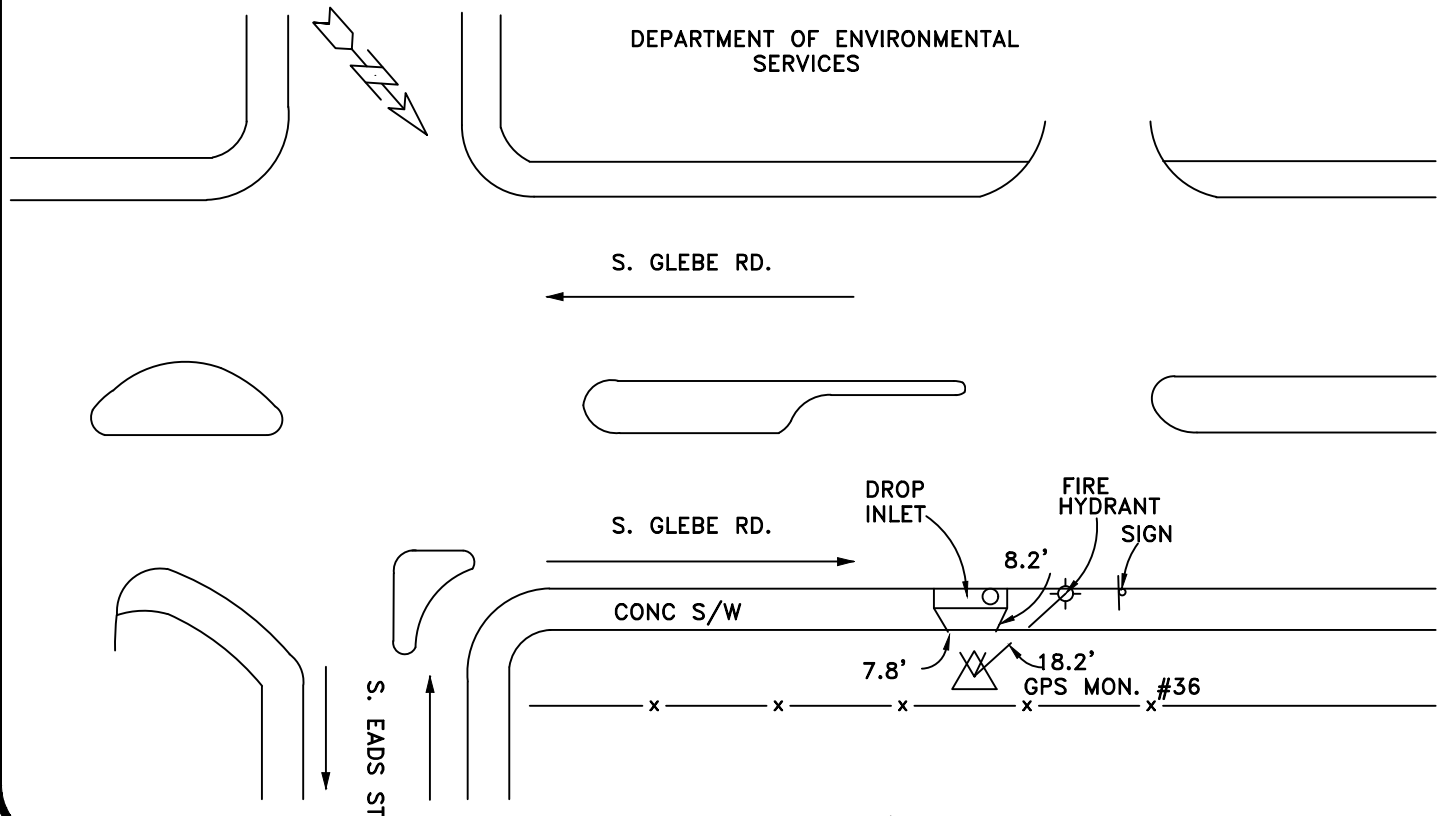 DEPARTMENT OF ENVIRONMENTAL
SERVICES
S. GLEBE RD.
DROP
INLET
FIRE
HYDRANT
SIGN
S. GLEBE RD.
8.2'
CONC S/W
7.8'
18.2'
GPS MON. #36
x x x x x
S. EADS ST